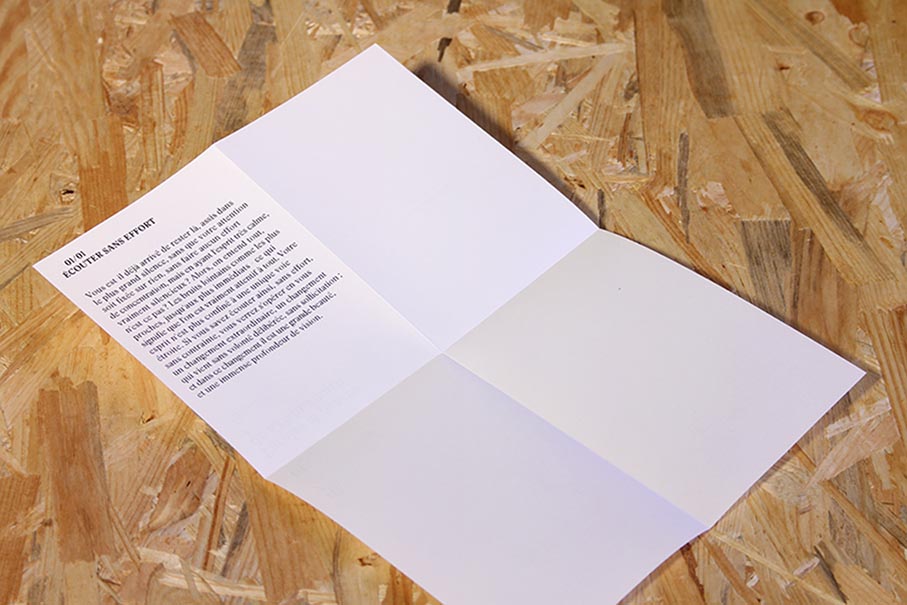 01/01
ÉCOUTER SANS EFFORT
Vous est il déjà arrivé de rester là, assis dans
le plus grand silence, sans que votre attention
soit fixée sur rien, sans faire aucun effort
de concentration, mais en ayant l'esprit très calme,
vraiment silencieux ? Alors, on entend tout,
n'est ce pas ? Les bruits lointains comme les plus
proches, jusqu'aux plus immédiats – ce qui
signifie que l'on est vraiment attentif à tout. Votre
esprit n'est plus confiné à une unique voie
étroite. Si vous savez écouter ainsi, sans effort,
sans contrainte, vous verrez s'opérer en vous
un changement extraordinaire, un changement
qui vient sans volonté délibérée, sans sollicitation ;
et dans ce changement il est une grande beauté,
et une immense profondeur de vision.